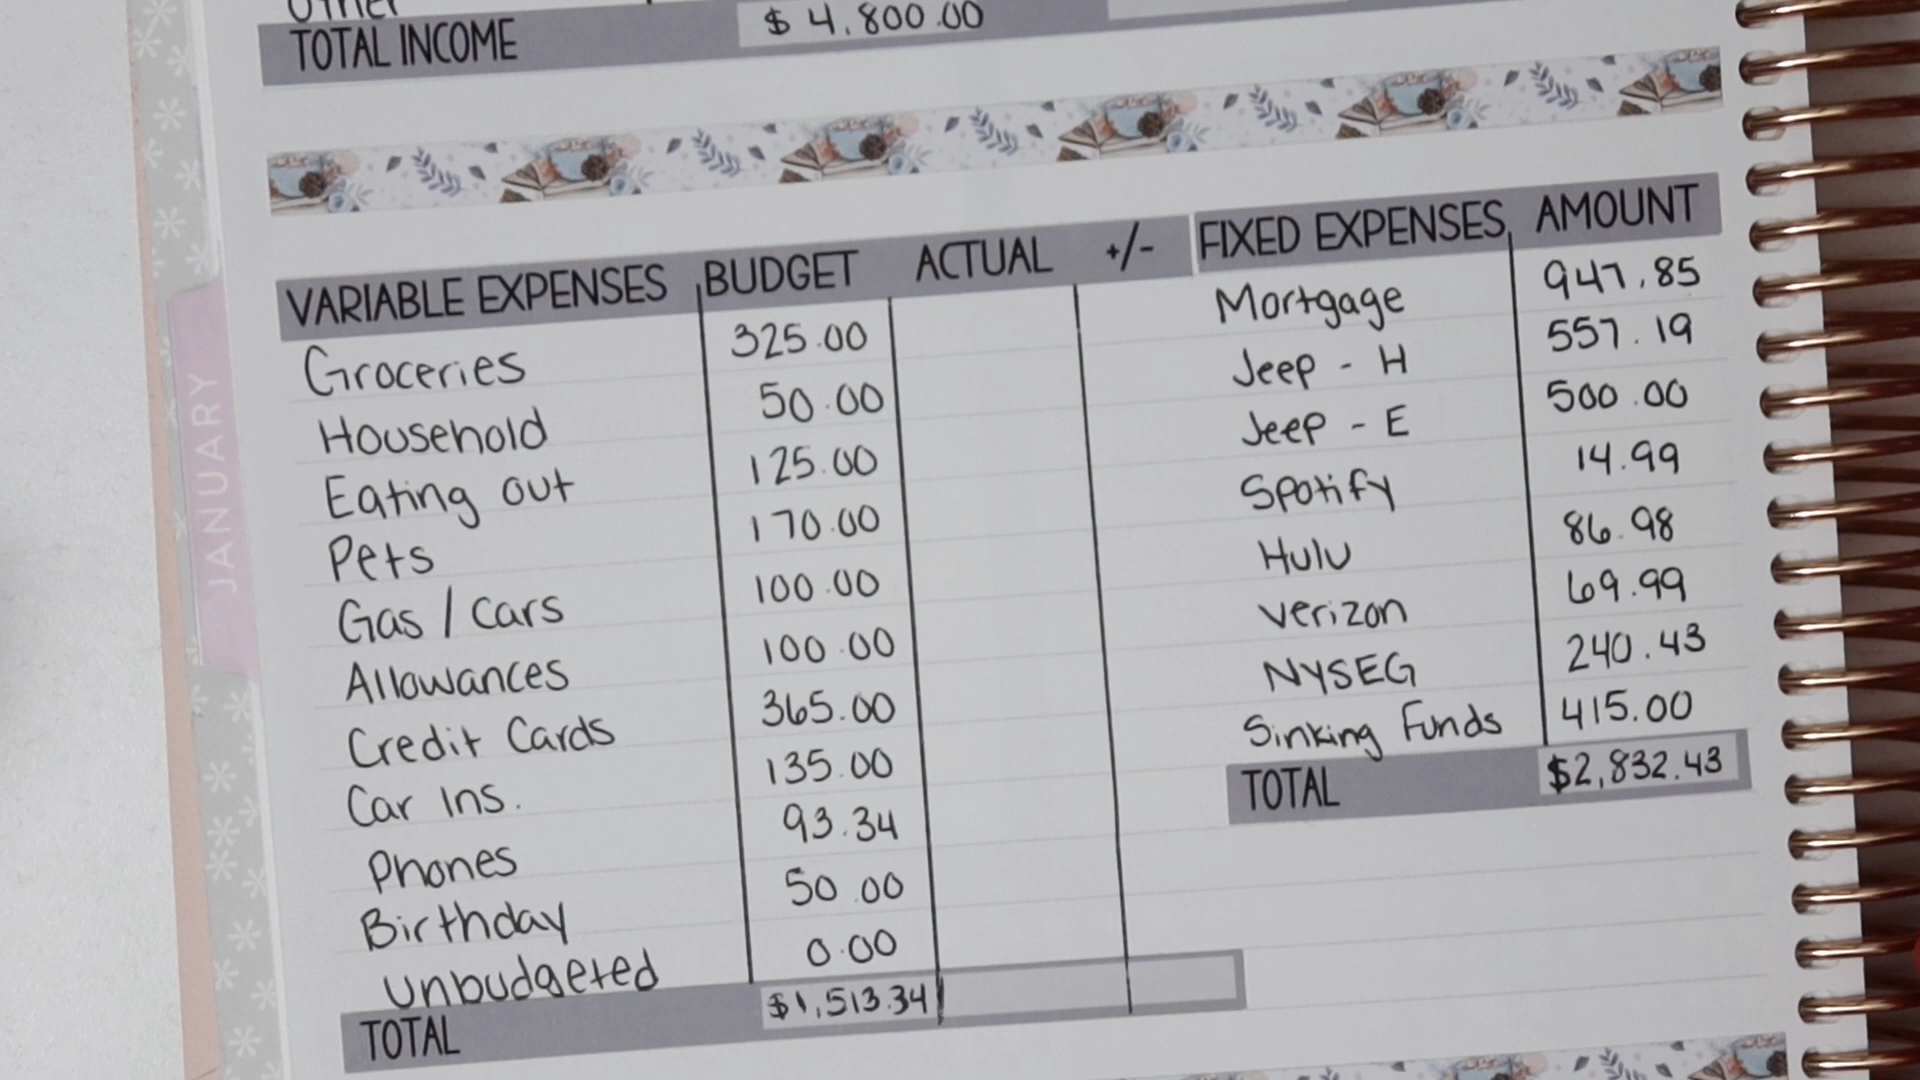 Other
TOTAL INCOME $ 4,800.00
JANUARY
VARIABLE EXPENSES BUDGET ACTUAL +/-
Groceries 325.00
Household 50.00
Eating out 125.00
Pets 170.00
Gas / Cars 100.00
Allowances 100.00
Credit Cards 365.00
Car Ins. 135.00
Phones 93.34
Birthday 50.00
Unbudgeted 0.00
TOTAL $1,513.34
FIXED EXPENSES AMOUNT
Mortgage 947.85
Jeep - H 557.19
Jeep - E 500.00
Spotify 14.99
Hulu 86.98
Verizon 69.99
NYSEG 240.43
Sinking Funds 415.00
TOTAL $2,832.43